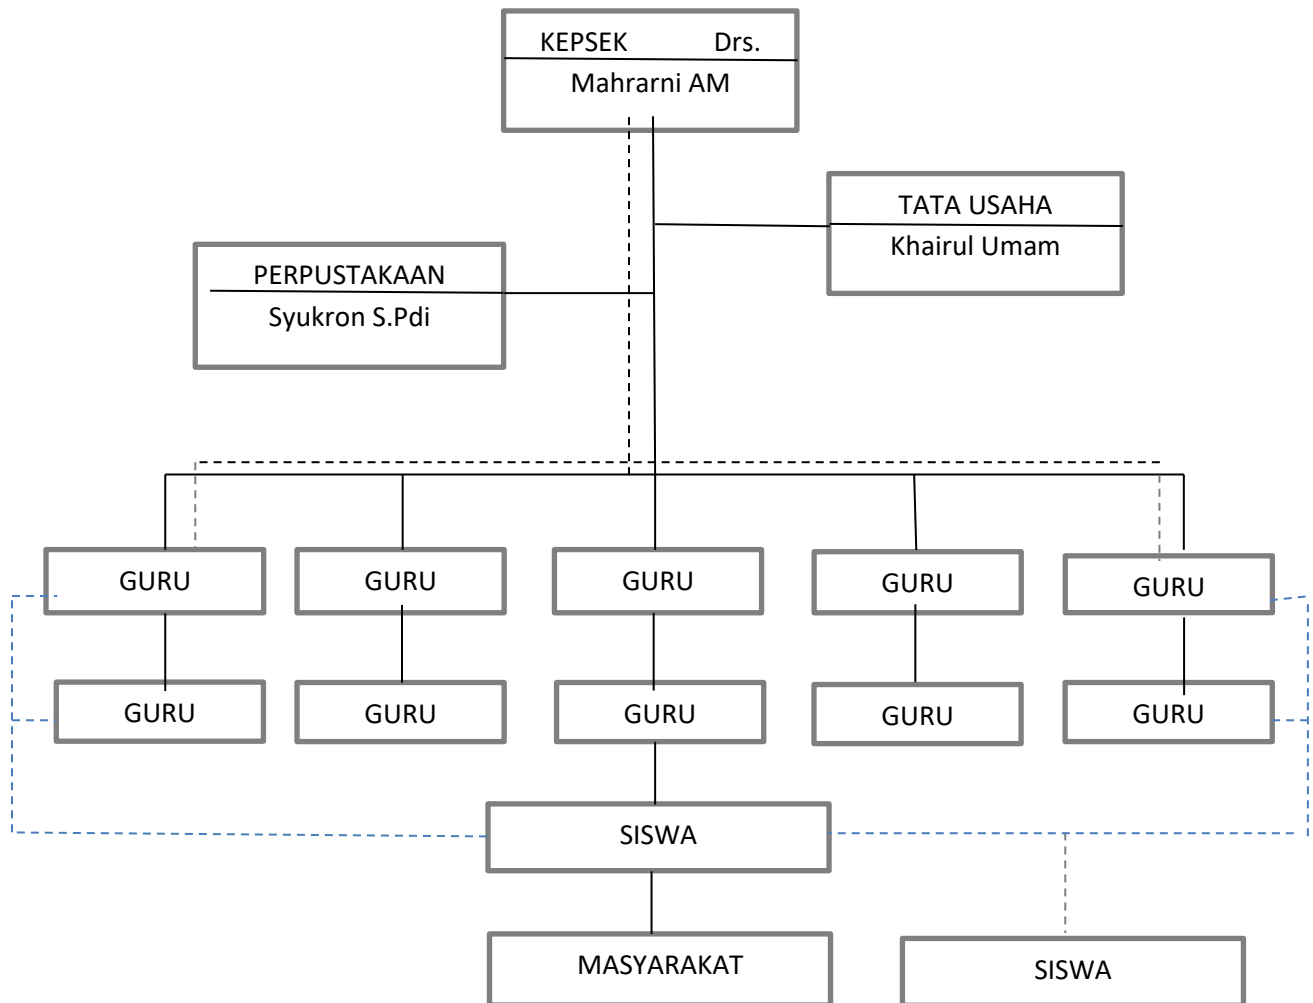 KEPSEK Drs.
Mahrarni AM
TATA USAHA
Khairul Umam
PERPUSTAKAAN
Syukron S.Pdi
GURU
GURU
GURU
GURU
GURU
GURU
GURU
GURU
GURU
GURU
SISWA
MASYARAKAT
SISWA